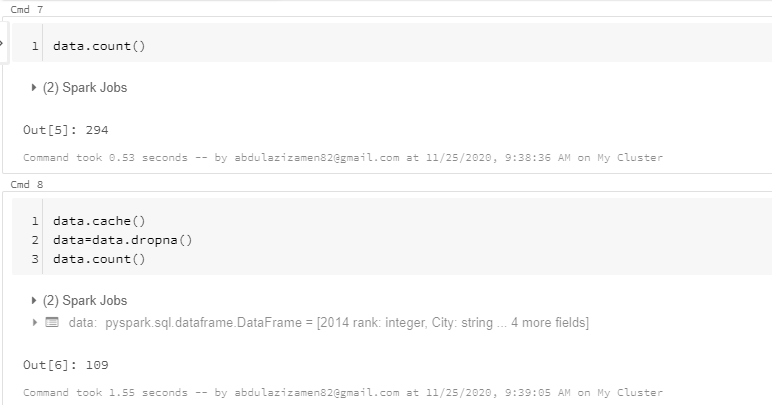 Cmd 7
1 data.count()
(2) Spark Jobs
Out[5]: 294
Command took 0.53 seconds -- by abdulazizamen82@gmail.com at 11/25/2020, 9:38:36 AM on My Cluster
Cmd 8
1 data.cache()
2 data=data.dropna()
3 data.count()
(2) Spark Jobs
data: pyspark.sql.dataframe.DataFrame = [2014 rank: integer, City: string ... 4 more fields]
Out[6]: 109
Command took 1.55 seconds -- by abdulazizamen82@gmail.com at 11/25/2020, 9:39:05 AM on My Cluster